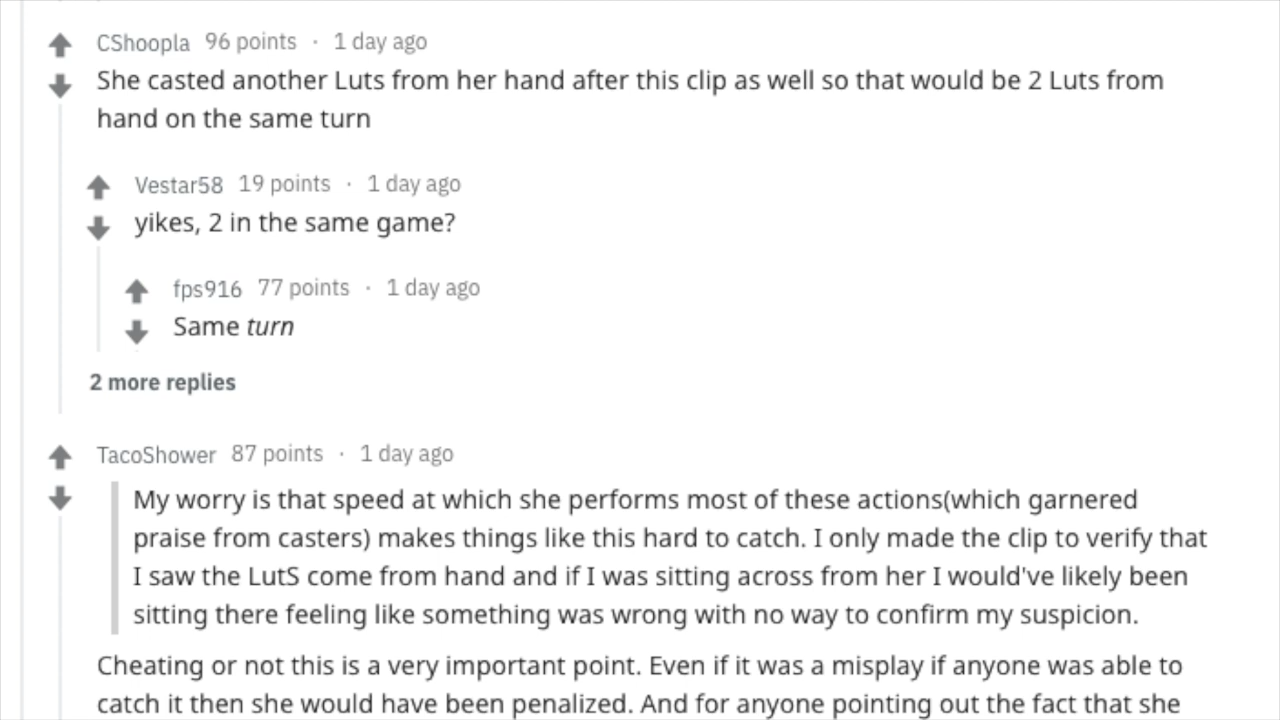 CShoopla 96 points · 1 day ago
She casted another Luts from her hand after this clip as well so that would be 2 Luts from
hand on the same turn
Vestar58 19 points · 1 day ago
yikes, 2 in the same game?
fps916 77 points · 1 day ago
Same turn
2 more replies
TacoShower 87 points · 1 day ago
My worry is that speed at which she performs most of these actions(which garnered
praise from casters) makes things like this hard to catch. I only made the clip to verify that
I saw the LutS come from hand and if I was sitting across from her I would've likely been
sitting there feeling like something was wrong with no way to confirm my suspicion.
Cheating or not this is a very important point. Even if it was a misplay if anyone was able to
catch it then she would have been penalized. And for anyone pointing out the fact that she